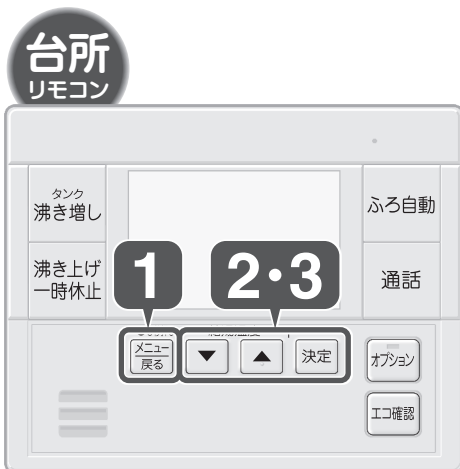 台所
リモコン
タンク
沸き増し
ふろ自動
沸き上げ
一時休止
1
2・3
通話
メニュー
戻る
▼
▲
決定
オプション
エコ確認